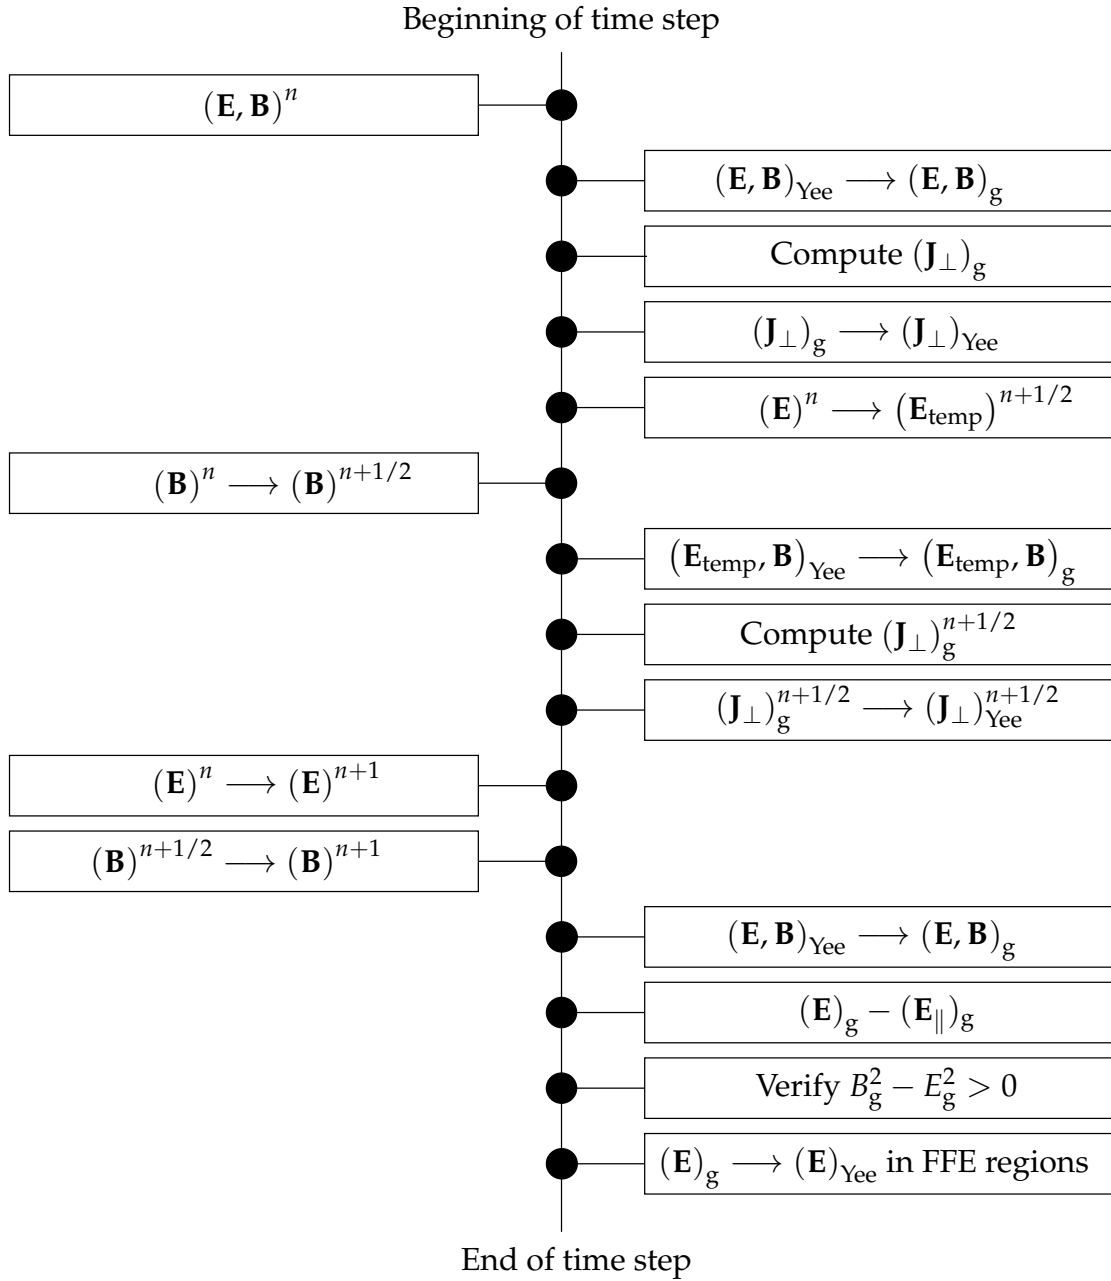 Beginning of time step
(E, B)^n
(E, B)_Yee ⟶ (E, B)_g
Compute (J_⊥)_g
(J_⊥)_g ⟶ (J_⊥)_Yee
(E)^n ⟶ (E_temp)^{n+1/2}
(B)^n ⟶ (B)^{n+1/2}
(E_temp, B)_Yee ⟶ (E_temp, B)_g
Compute (J_⊥)_g^{n+1/2}
(J_⊥)_g^{n+1/2} ⟶ (J_⊥)_Yee^{n+1/2}
(E)^n ⟶ (E)^{n+1}
(B)^{n+1/2} ⟶ (B)^{n+1}
(E, B)_Yee ⟶ (E, B)_g
(E)_g − (E_∥)_g
Verify B_g^2 − E_g^2 > 0
(E)_g ⟶ (E)_Yee in FFE regions
End of time step